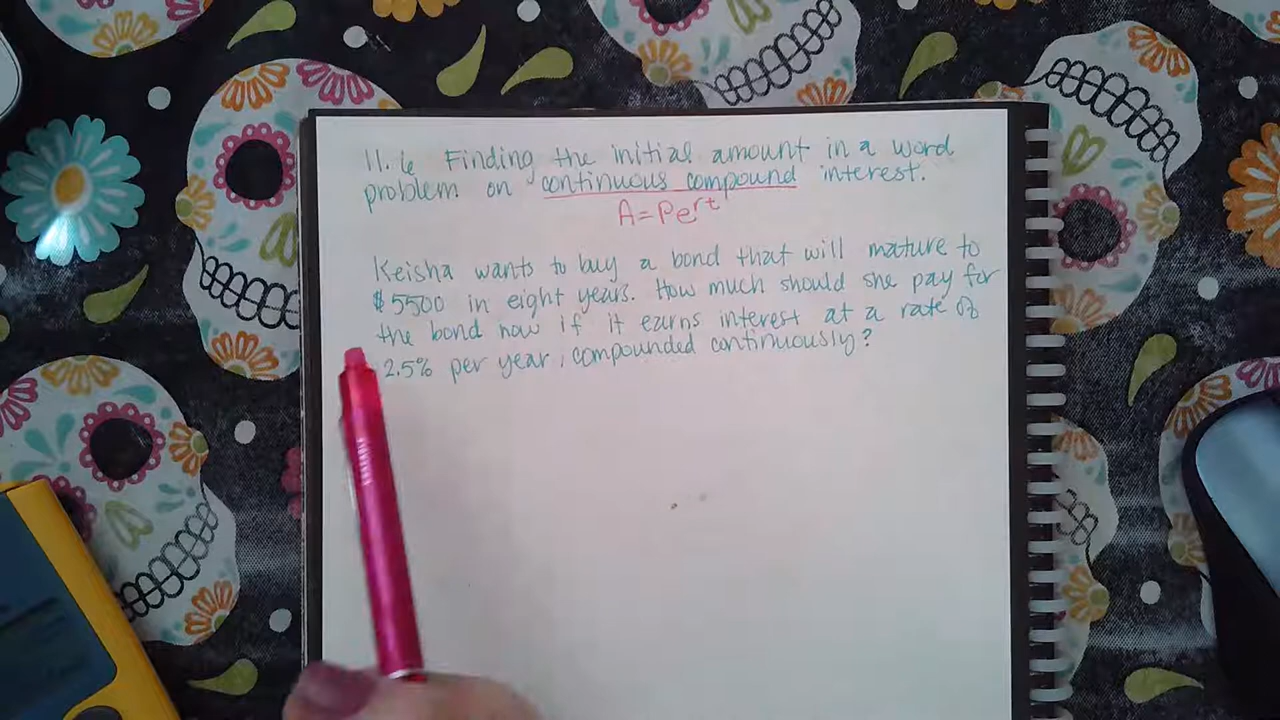 11.6 Finding the initial amount in a word
problem on continuous compound interest.
A=Pe^rt
Keisha wants to buy a bond that will mature to
$5500 in eight years. How much should she pay for
the bond now if it earns interest at a rate of
2.5% per year, compounded continuously?